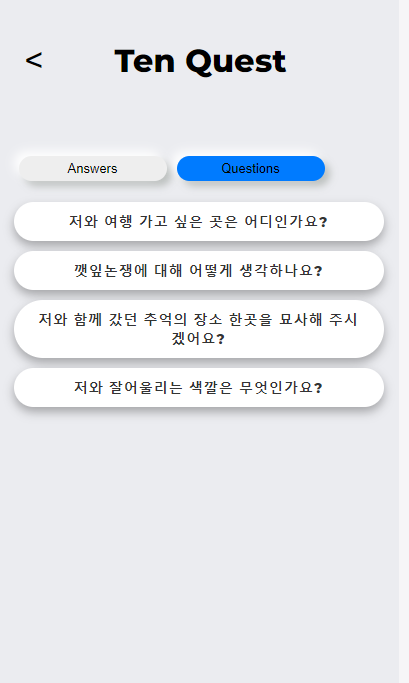 < Ten Quest
Answers Questions
저와 여행 가고 싶은 곳은 어디인가요?
깻잎논쟁에 대해 어떻게 생각하나요?
저와 함께 갔던 추억의 장소 한곳을 묘사해 주시
겠어요?
저와 잘어울리는 색깔은 무엇인가요?